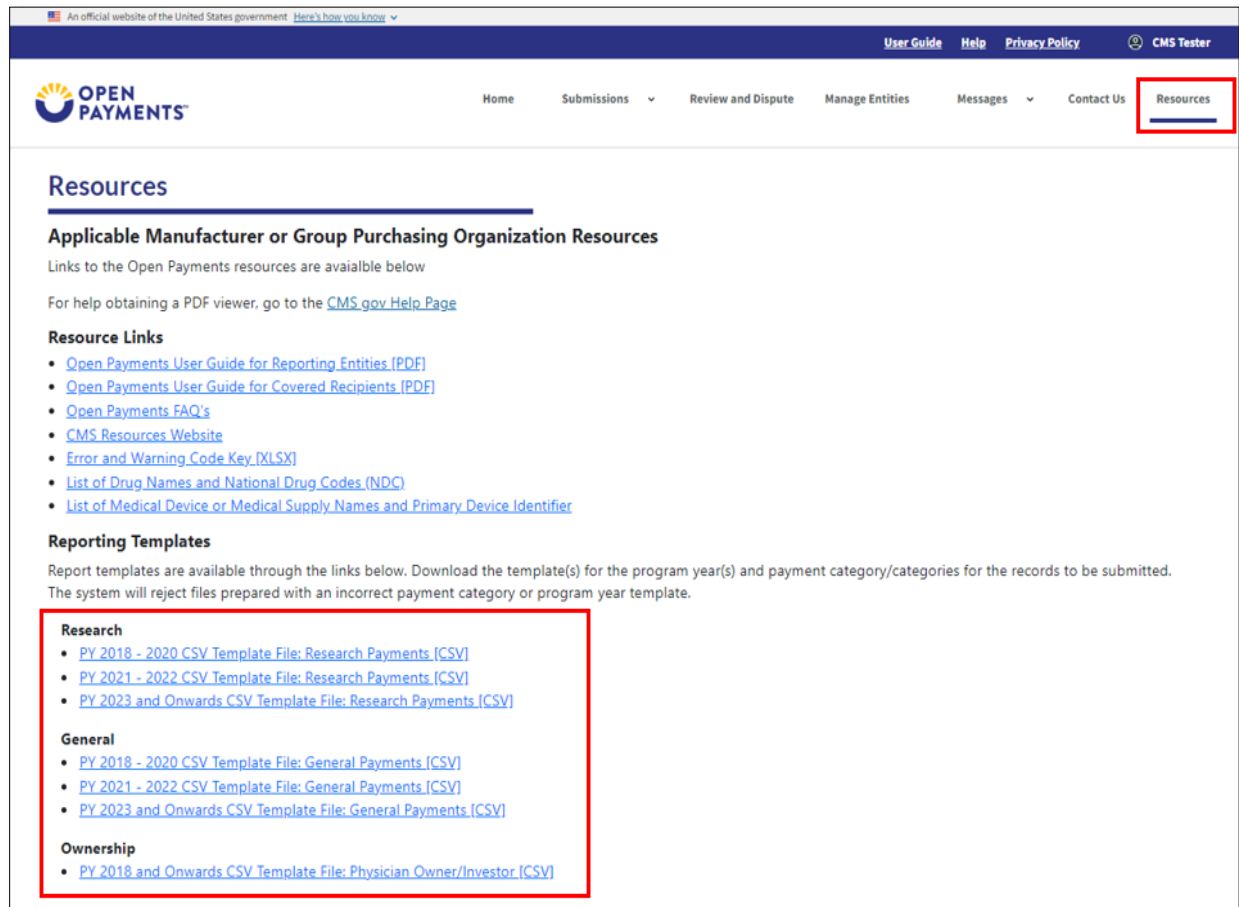 An official website of the United States government Here's how you know
User Guide Help Privacy Policy CMS Tester
OPEN PAYMENTS™
Home Submissions Review and Dispute Manage Entities Messages Contact Us Resources
Resources
Applicable Manufacturer or Group Purchasing Organization Resources
Links to the Open Payments resources are avaialble below
For help obtaining a PDF viewer, go to the CMS gov Help Page
Resource Links
• Open Payments User Guide for Reporting Entities [PDF]
• Open Payments User Guide for Covered Recipients [PDF]
• Open Payments FAQ's
• CMS Resources Website
• Error and Warning Code Key [XLSX]
• List of Drug Names and National Drug Codes (NDC)
• List of Medical Device or Medical Supply Names and Primary Device Identifier
Reporting Templates
Report templates are available through the links below. Download the template(s) for the program year(s) and payment category/categories for the records to be submitted.
The system will reject files prepared with an incorrect payment category or program year template.
Research
• PY 2018 - 2020 CSV Template File: Research Payments [CSV]
• PY 2021 - 2022 CSV Template File: Research Payments [CSV]
• PY 2023 and Onwards CSV Template File: Research Payments [CSV]
General
• PY 2018 - 2020 CSV Template File: General Payments [CSV]
• PY 2021 - 2022 CSV Template File: General Payments [CSV]
• PY 2023 and Onwards CSV Template File: General Payments [CSV]
Ownership
• PY 2018 and Onwards CSV Template File: Physician Owner/Investor [CSV]